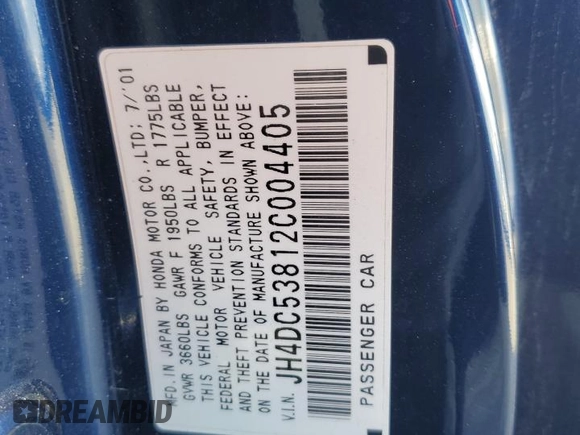 MFD. IN JAPAN BY HONDA MOTOR CO.,LTD: 7/'01
GVWR 3660LBS GAWR F 1950LBS R 1775LBS
THIS VEHICLE CONFORMS TO ALL APPLICABLE
FEDERAL MOTOR VEHICLE SAFETY, BUMPER,
AND THEFT PREVENTION STANDARDS IN EFFECT
ON THE DATE OF MANUFACTURE SHOWN ABOVE:
V.I.N. JH4DC53812C004405
PASSENGER CAR
DREAMBID